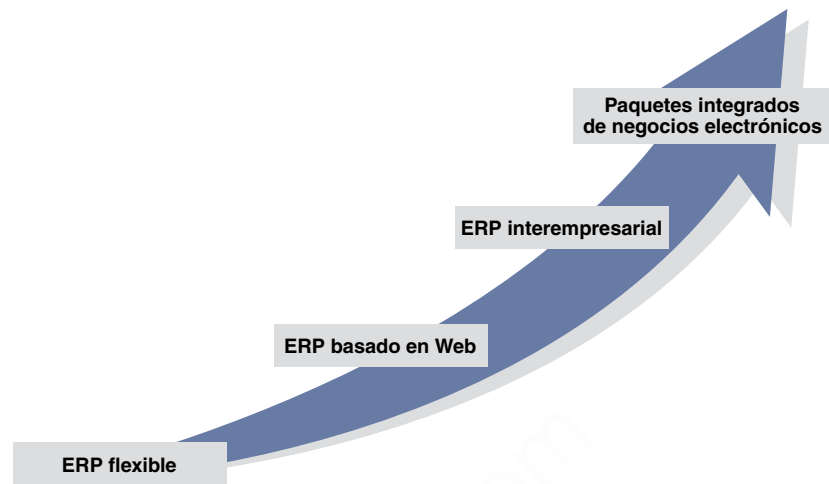 Paquetes integrados
de negocios electrónicos
ERP interempresarial
ERP basado en Web
ERP flexible